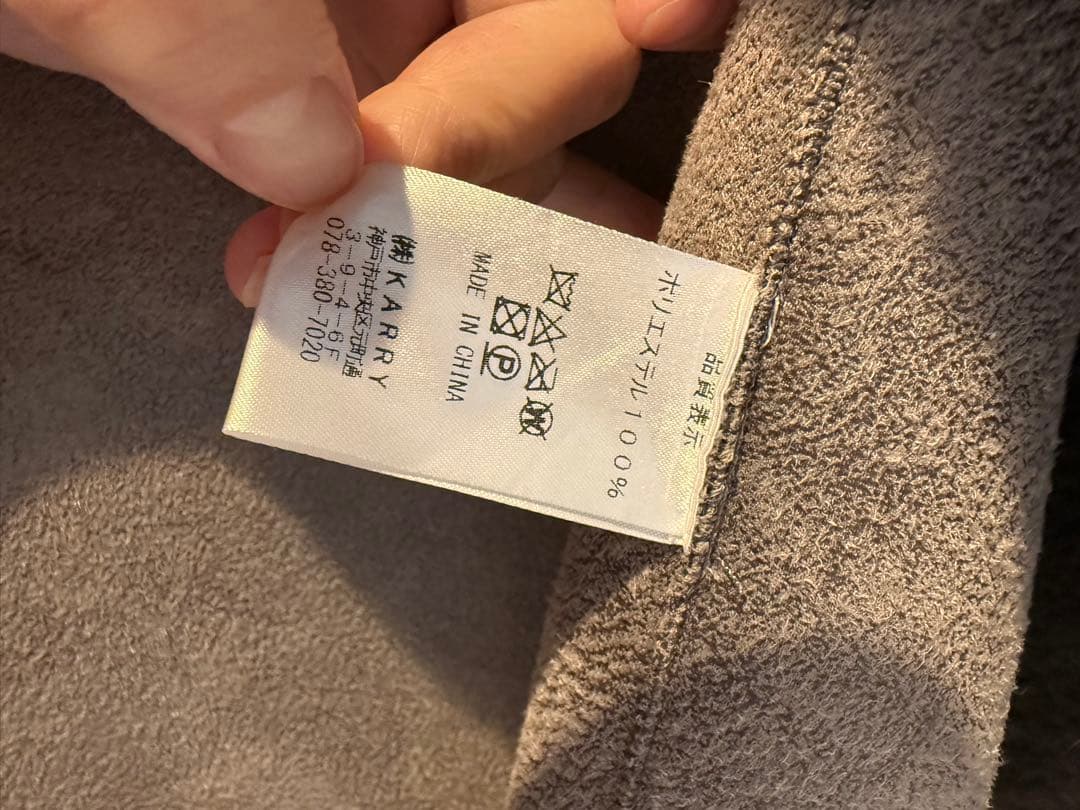 品質表示
ポリエステル100%
W
P
MADE IN CHINA
㈱KARRY
神戸市中央区元町通
3-9-4-6F
078-380-7020